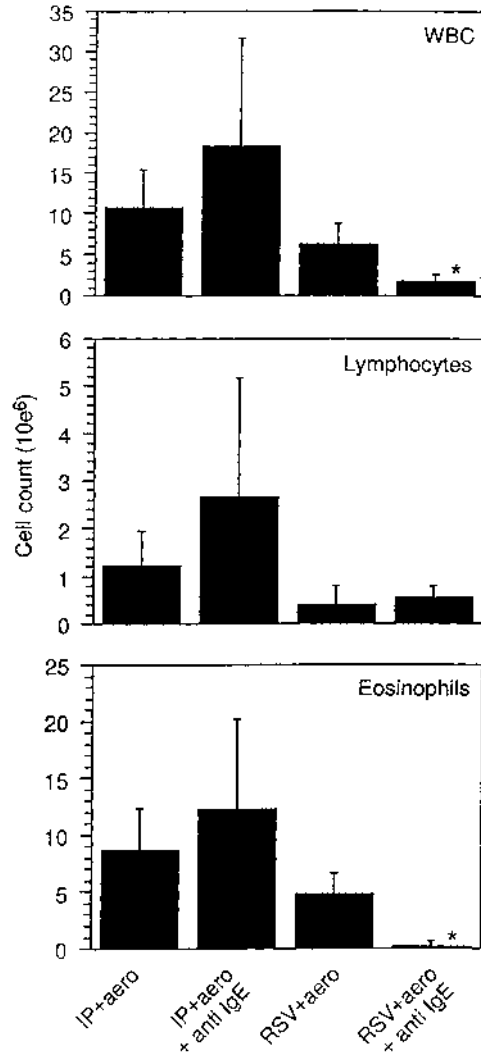 35
30
25
20
15
10
5
0
WBC
Cell count (10e⁶)
6
5
4
3
2
1
0
Lymphocytes
25
20
15
10
5
0
Eosinophils
*
*
IP+aero
IP+aero
+ anti IgE
RSV+aero
RSV+aero
+ anti IgE